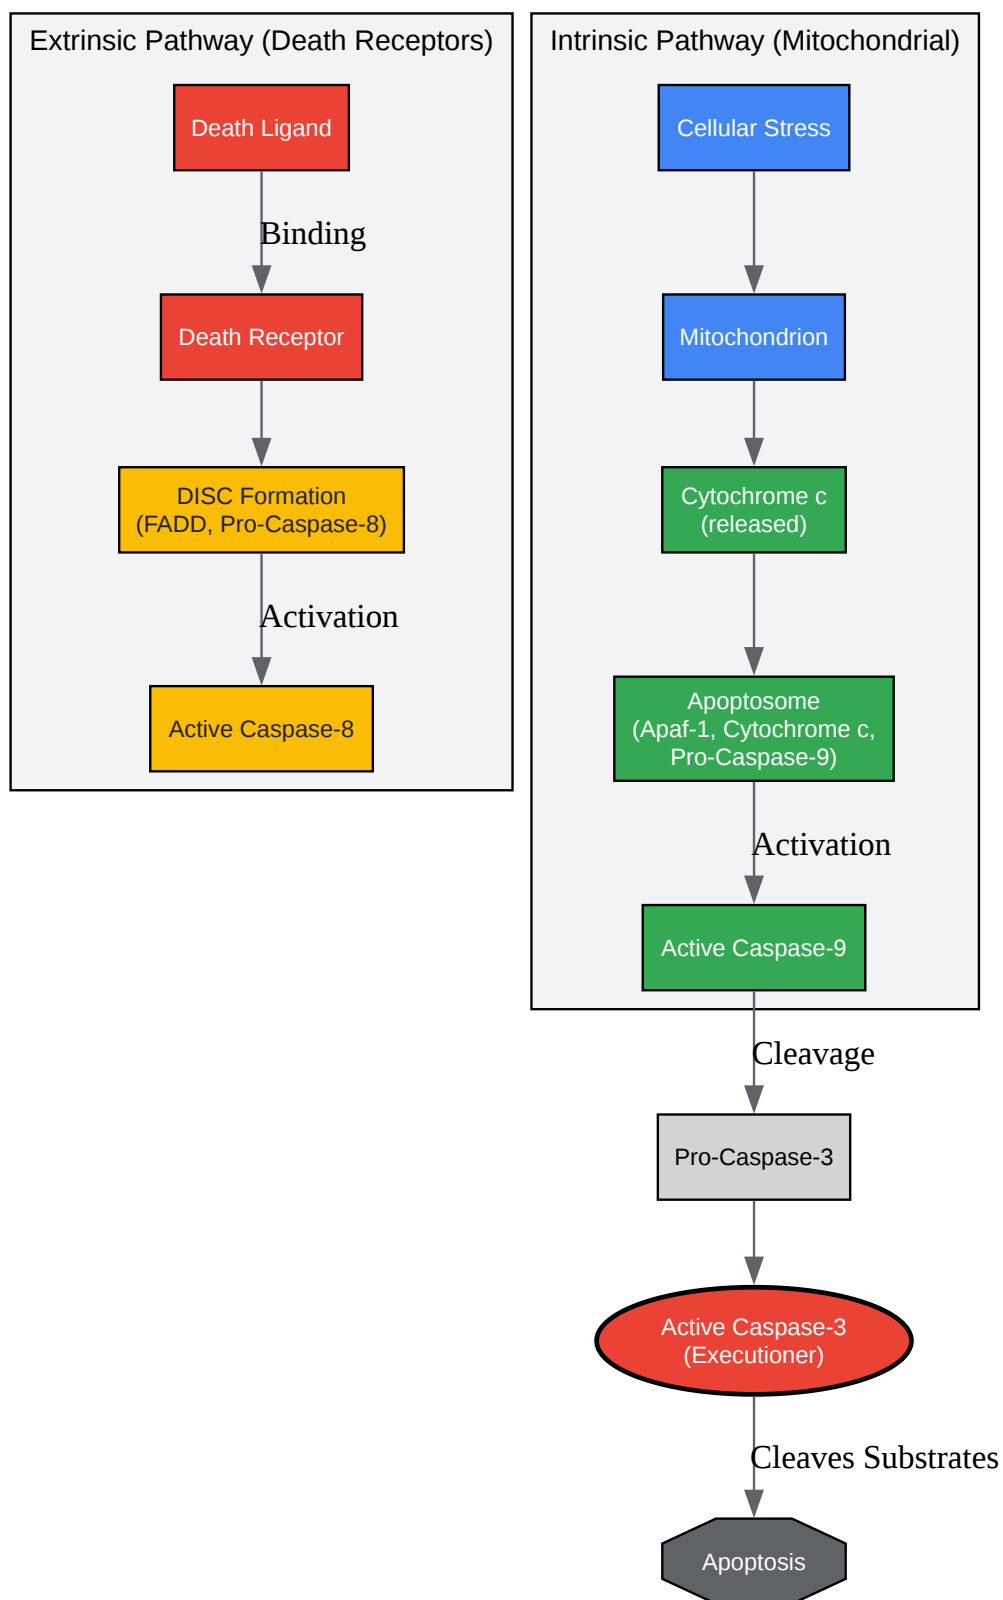 Extrinsic Pathway (Death Receptors)
Death Ligand
Binding
Death Receptor
DISC Formation
(FADD, Pro-Caspase-8)
Activation
Active Caspase-8
Intrinsic Pathway (Mitochondrial)
Cellular Stress
Mitochondrion
Cytochrome c
(released)
Apoptosome
(Apaf-1, Cytochrome c,
Pro-Caspase-9)
Activation
Active Caspase-9
Cleavage
Pro-Caspase-3
Active Caspase-3
(Executioner)
Cleaves Substrates
Apoptosis